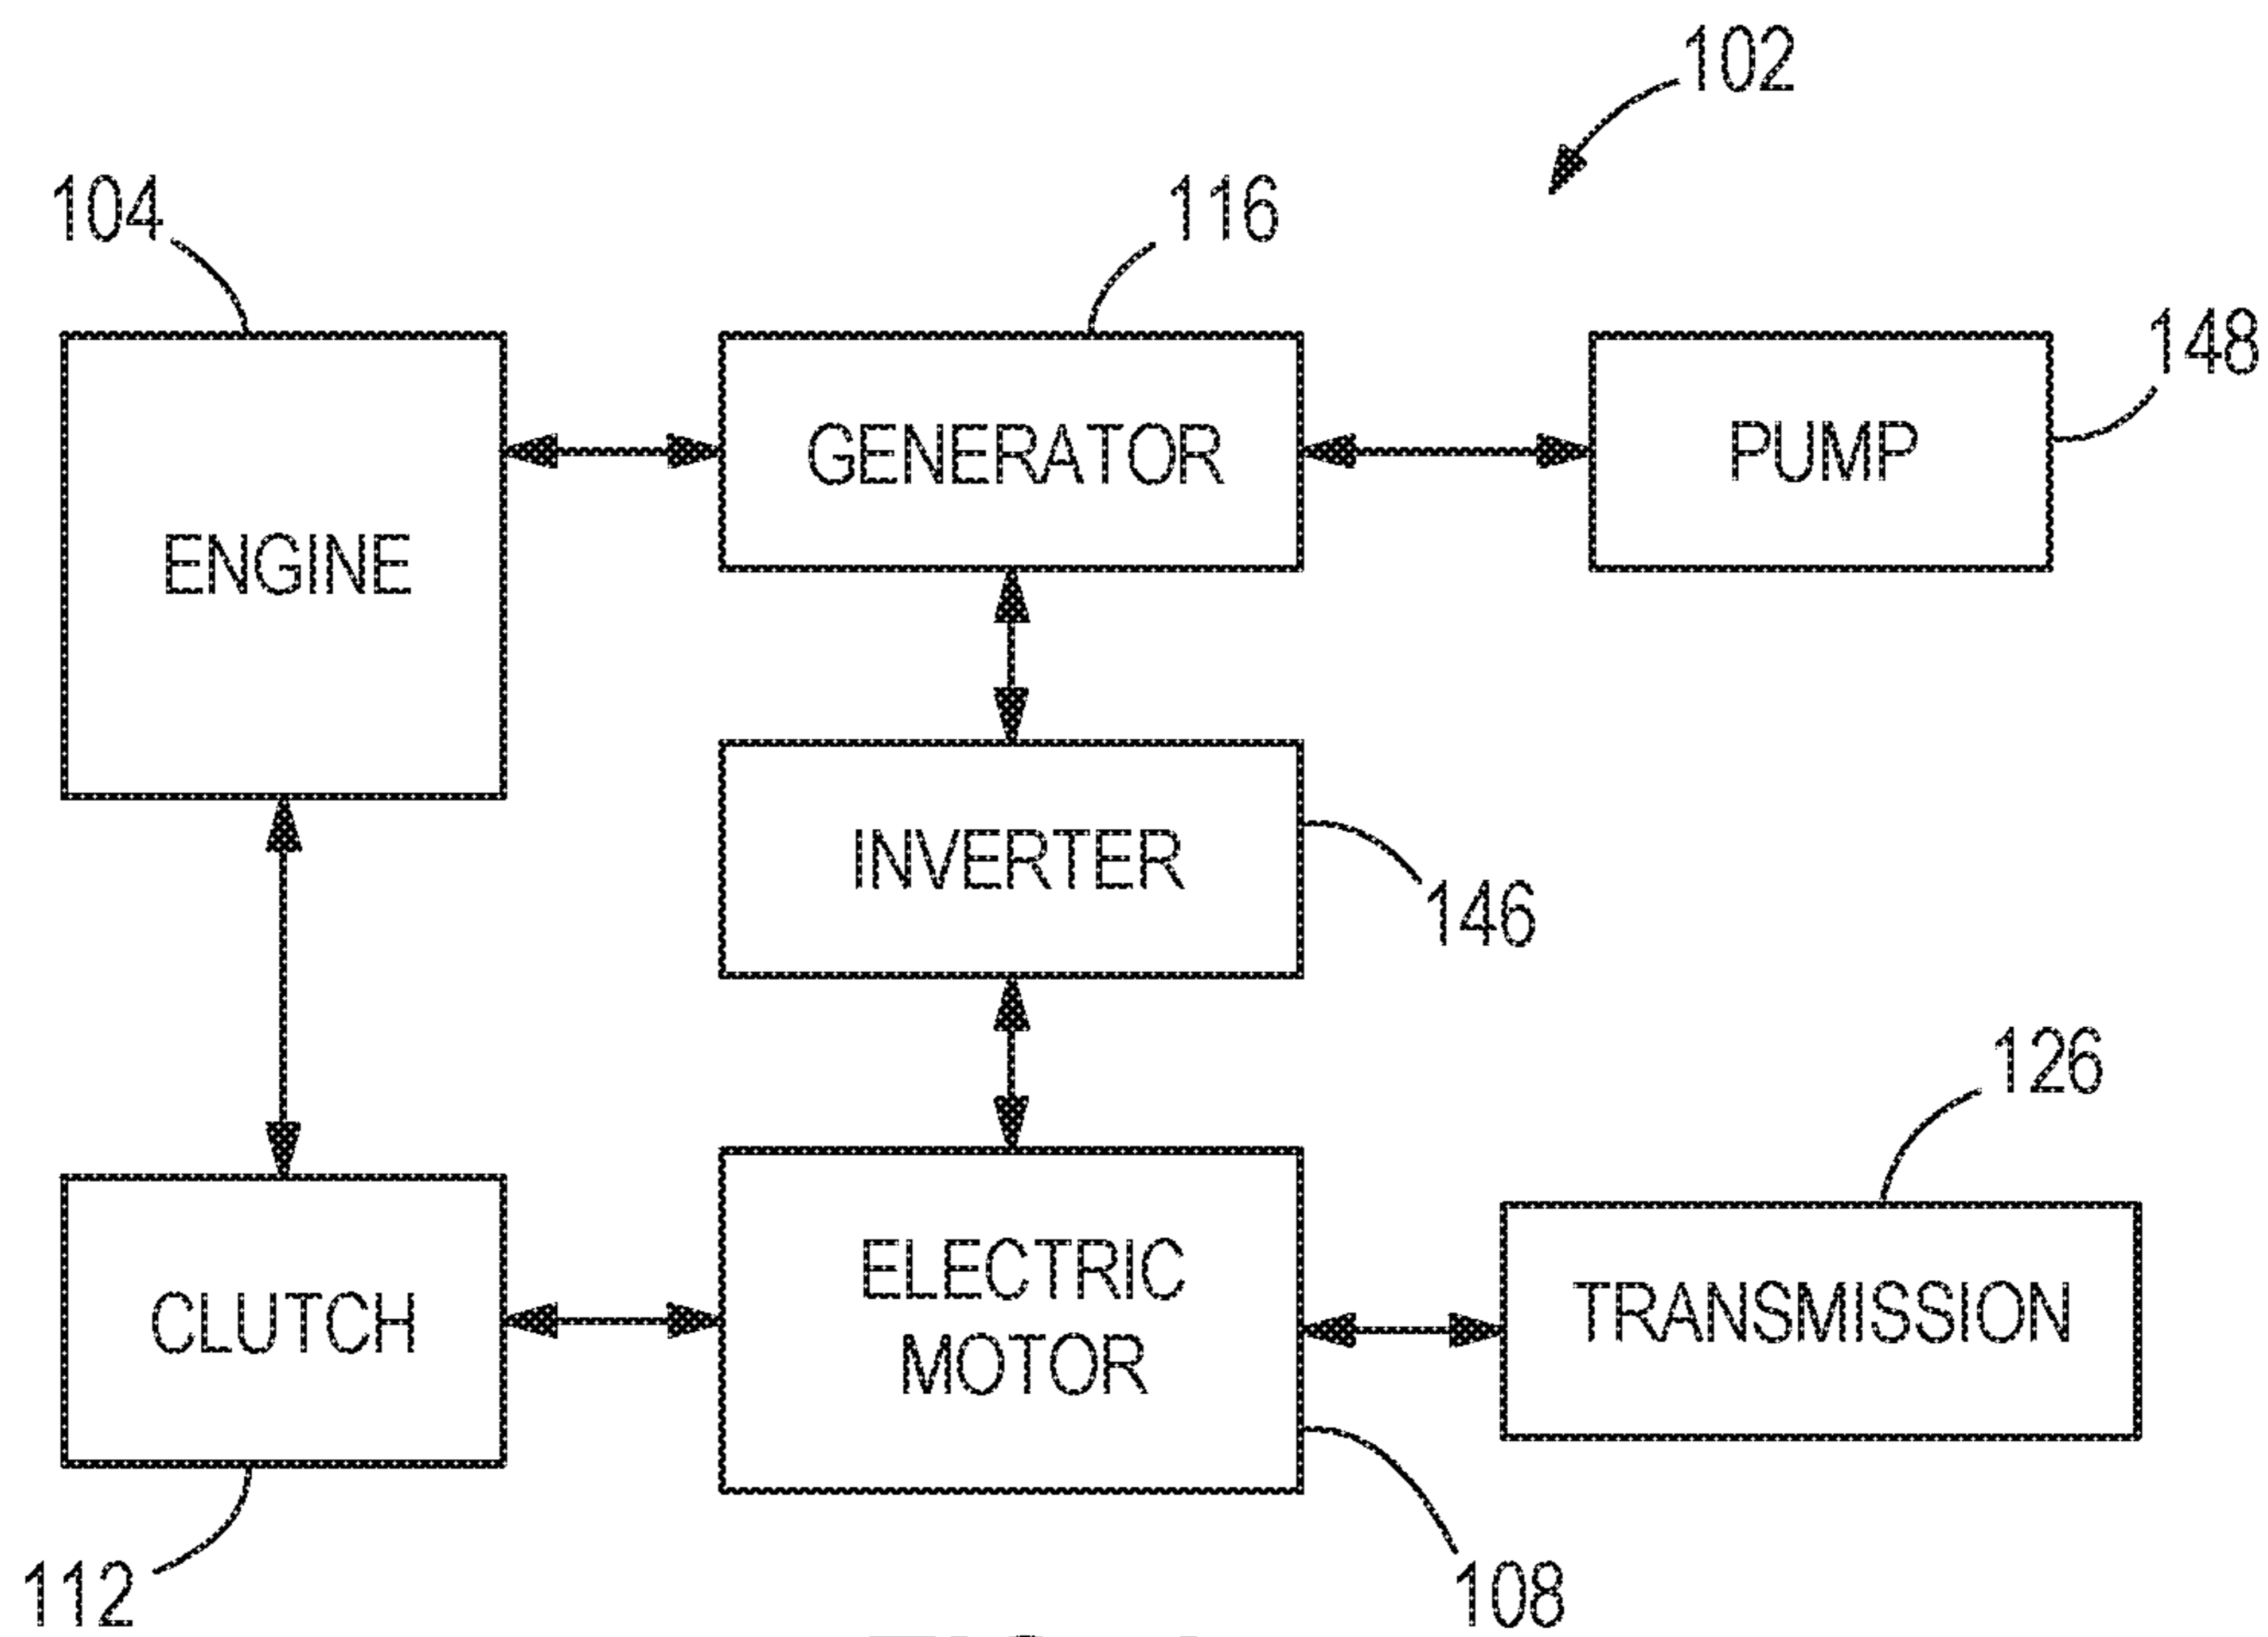 102
104
116
148
ENGINE
GENERATOR
PUMP
INVERTER
146
126
CLUTCH
ELECTRIC
MOTOR
TRANSMISSION
112
108